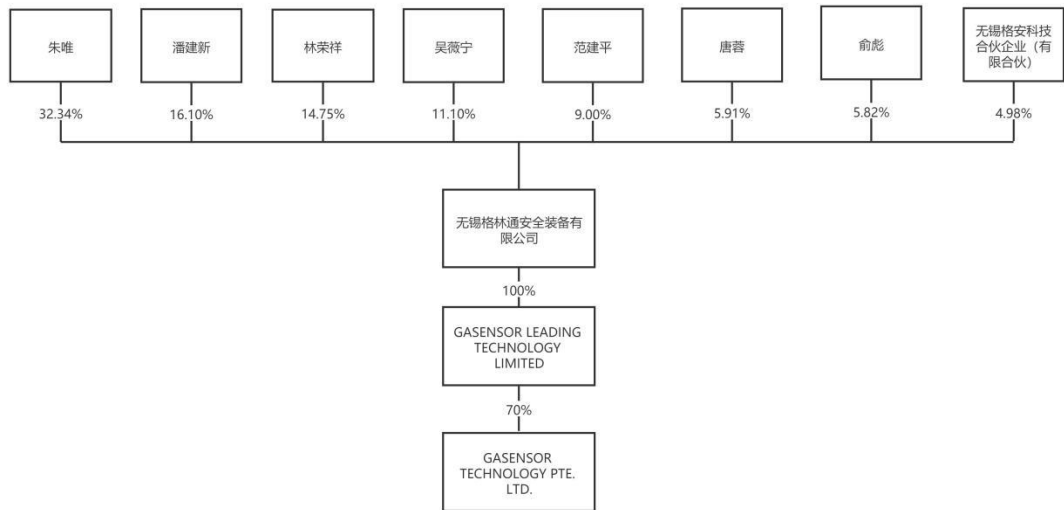 朱唯
潘建新
林荣祥
吴薇宁
范建平
唐蓉
俞彪
无锡格安科技
合伙企业（有
限合伙）
32.34%
16.10%
14.75%
11.10%
9.00%
5.91%
5.82%
4.98%
无锡格林通安全装备有
限公司
100%
GASENSOR LEADING
TECHNOLOGY
LIMITED
70%
GASENSOR
TECHNOLOGY PTE.
LTD.